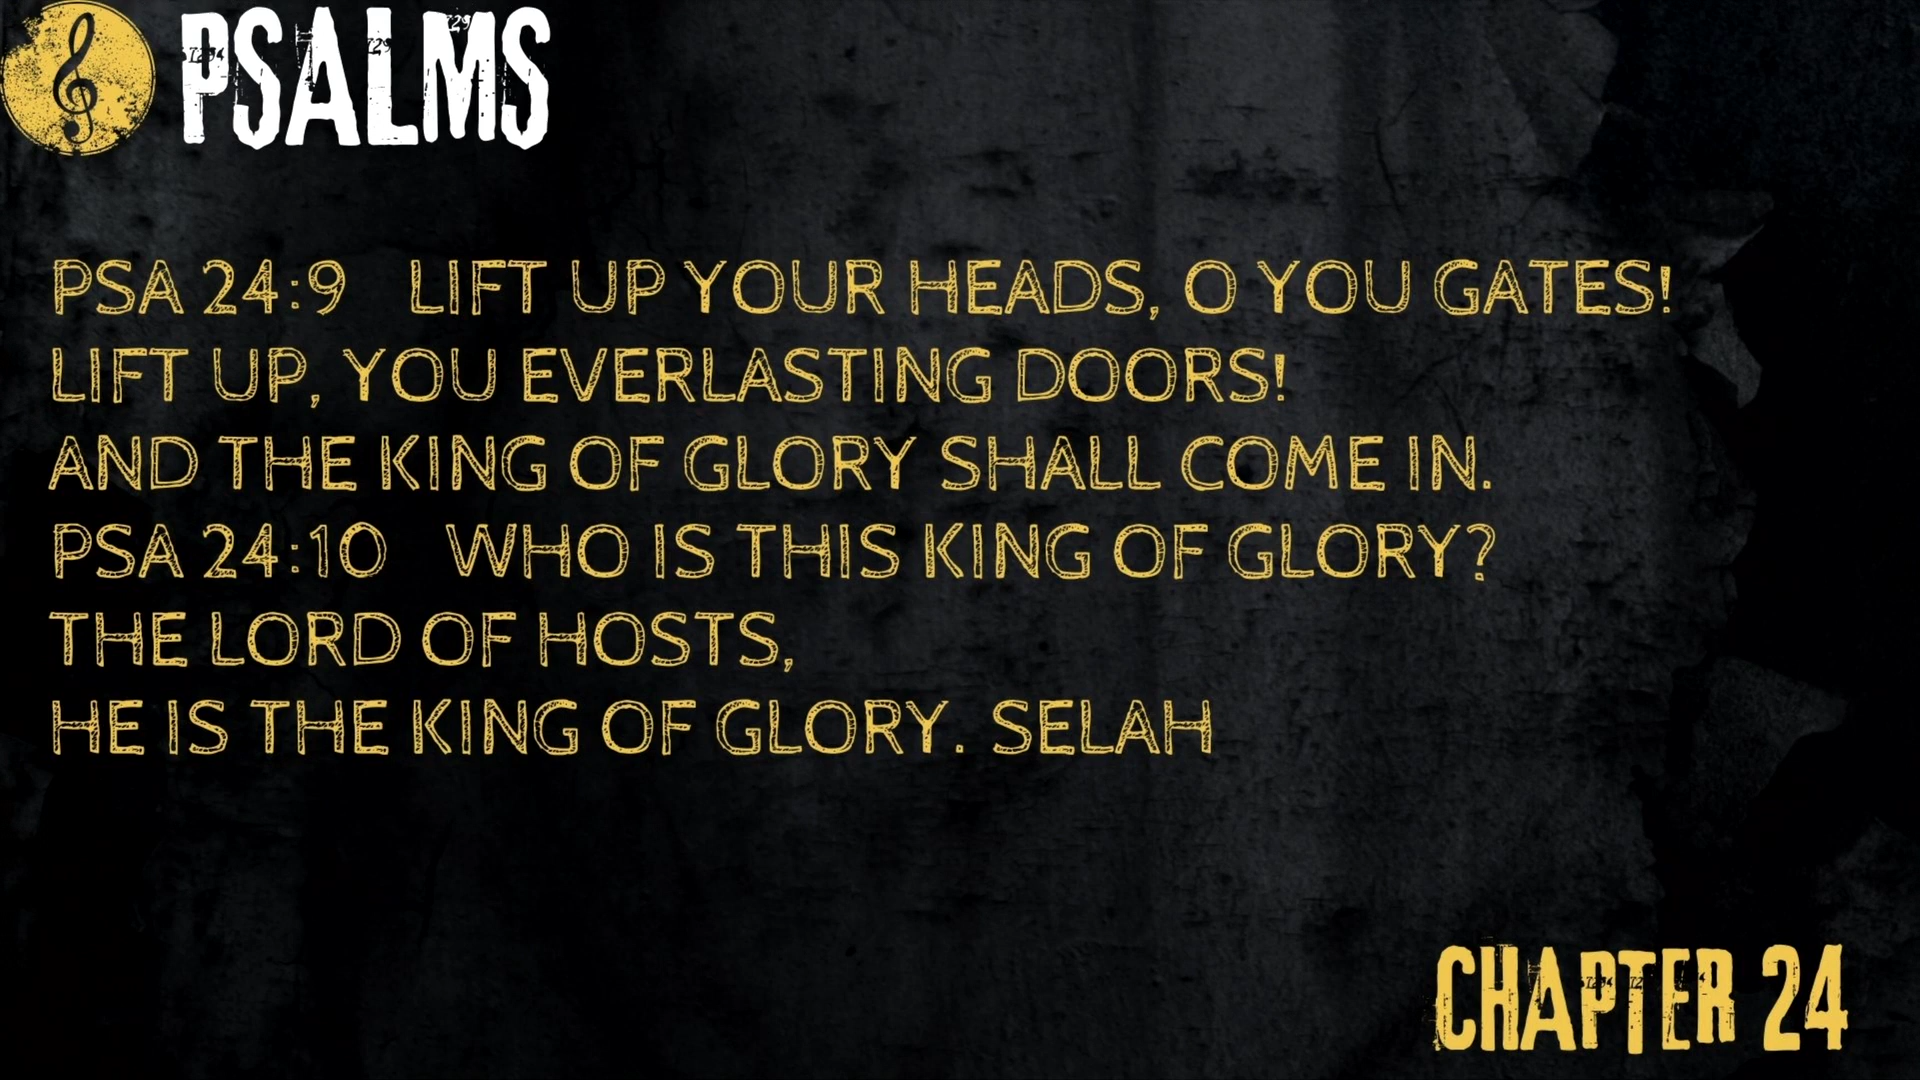 PSALMS
PSA 24:9 LIFT UP YOUR HEADS, O YOU GATES!
LIFT UP, YOU EVERLASTING DOORS!
AND THE KING OF GLORY SHALL COME IN.
PSA 24:10 WHO IS THIS KING OF GLORY?
THE LORD OF HOSTS,
HE IS THE KING OF GLORY. SELAH
CHAPTER 24